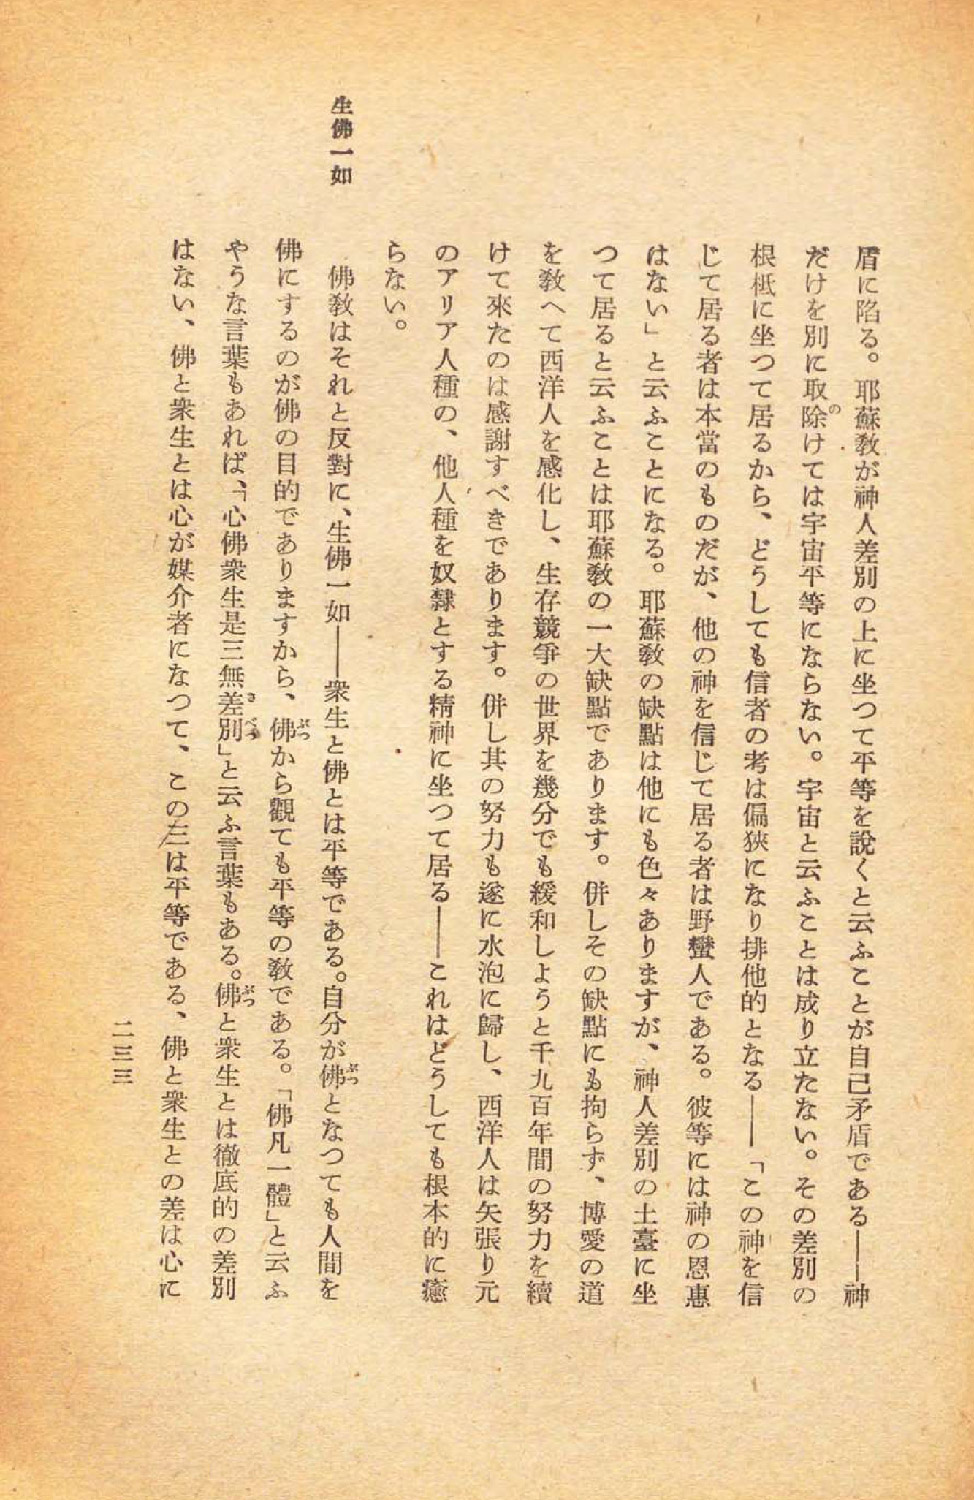 盾に陷る。耶蘇敎が神人差別の上に坐つて平等を說くと云ふことが自己矛盾である――神
だけを別に取除けては宇宙平等にならない。宇宙と云ふことは成り立たない。その差別の
根柢に坐つて居るから、どうしても信者の考は偏狹になり排他的となる――「この神を信
じて居る者は本當のものだが、他の神を信じて居る者は野蠻人である。彼等には神の恩惠
はない」と云ふことになる。耶蘇敎の缺點は他にも色々ありますが、神人差別の土臺に坐
つて居ると云ふことは耶蘇敎の一大缺點であります。併しその缺點にも拘らず、博愛の道
を敎へて西洋人を感化し、生存競爭の世界を幾分でも緩和しようと千九百年間の努力を續
けて來たのは感謝すべきであります。併し其の努力も遂に水泡に歸し、西洋人は矢張り元
のアリア人種の、他人種を奴隸とする精神に坐つて居る――これはどうしても根本的に癒
らない。
生佛一如
佛敎はそれと反對に、生佛一如――衆生と佛とは平等である。自分が佛となつても人間を
佛にするのが佛の目的でありますから、佛から觀ても平等の敎である。「佛凡一體」と云ふ
やうな言葉もあれば、「心佛衆生是三無差別」と云ふ言葉もある。佛と衆生とは徹底的の差別
はない、佛と衆生とは心が媒介者になつて、この三は平等である、佛と衆生との差は心に
二三三